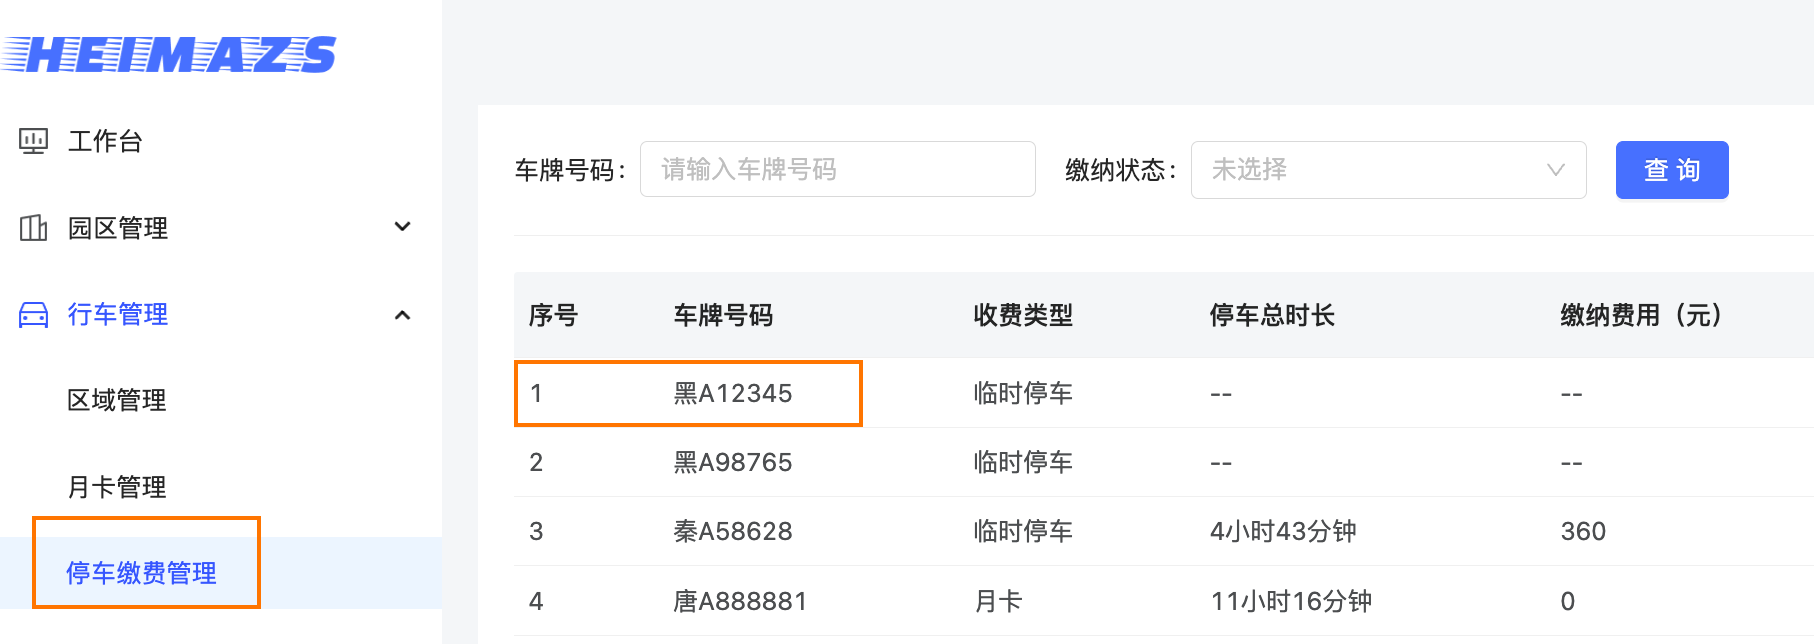 HEIMAZS
工作台
园区管理
行车管理
区域管理
月卡管理
停车缴费管理
车牌号码： 请输入车牌号码 缴纳状态： 未选择 查 询
序号 车牌号码 收费类型 停车总时长 缴纳费用（元）
1 黑A12345 临时停车 -- --
2 黑A98765 临时停车 -- --
3 秦A58628 临时停车 4小时43分钟 360
4 唐A888881 月卡 11小时16分钟 0